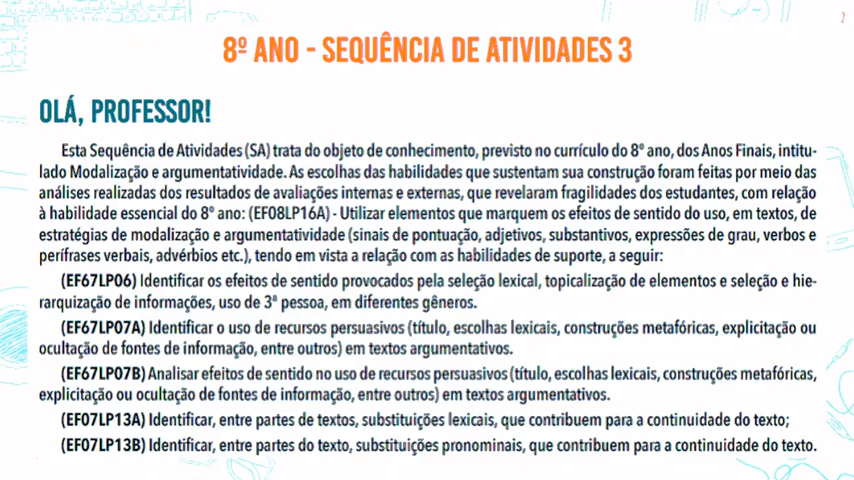 2
8º ANO - SEQUÊNCIA DE ATIVIDADES 3
OLÁ, PROFESSOR!
Esta Sequência de Atividades (SA) trata do objeto de conhecimento, previsto no currículo do 8º ano, dos Anos Finais, intitu-
lado Modalização e argumentatividade. As escolhas das habilidades que sustentam sua construção foram feitas por meio das
análises realizadas dos resultados de avaliações internas e externas, que revelaram fragilidades dos estudantes, com relação
à habilidade essencial do 8º ano: (EF08LP16A) - Utilizar elementos que marquem os efeitos de sentido do uso, em textos, de
estratégias de modalização e argumentatividade (sinais de pontuação, adjetivos, substantivos, expressões de grau, verbos e
perífrases verbais, advérbios etc.), tendo em vista a relação com as habilidades de suporte, a seguir:
(EF67LP06) Identificar os efeitos de sentido provocados pela seleção lexical, topicalização de elementos e seleção e hie-
rarquização de informações, uso de 3ª pessoa, em diferentes gêneros.
(EF67LP07A) Identificar o uso de recursos persuasivos (título, escolhas lexicais, construções metafóricas, explicitação ou
ocultação de fontes de informação, entre outros) em textos argumentativos.
(EF67LP07B) Analisar efeitos de sentido no uso de recursos persuasivos (título, escolhas lexicais, construções metafóricas,
explicitação ou ocultação de fontes de informação, entre outros) em textos argumentativos.
(EF07LP13A) Identificar, entre partes de textos, substituições lexicais, que contribuem para a continuidade do texto;
(EF07LP13B) Identificar, entre partes do texto, substituições pronominais, que contribuem para a continuidade do texto.